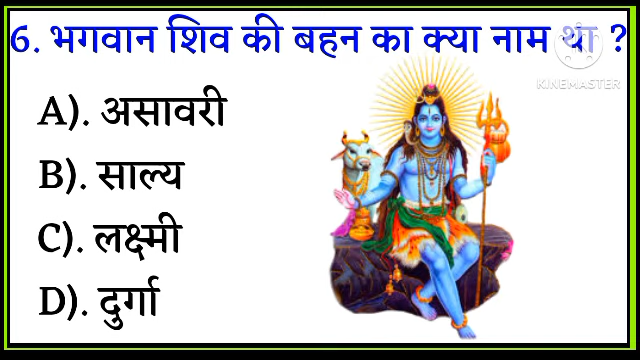 6. भगवान शिव की बहन का क्या नाम था ?
KINEMASTER
A). असावरी
B). साल्य
C). लक्ष्मी
D). दुर्गा